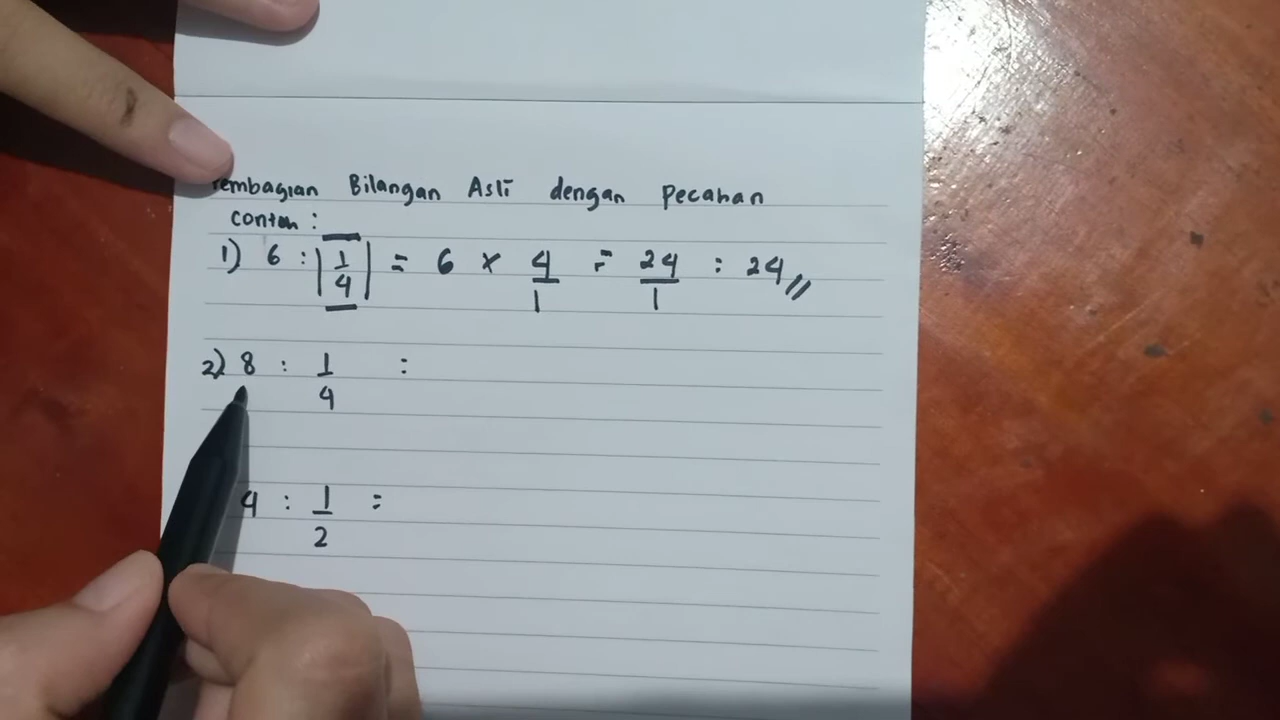 Pembagian Bilangan Asli dengan Pecahan
Contoh :
1) 6 : 1/4 = 6 × 4/1 = 24/1 = 24 //
2) 8 : 1/4 =
4 : 1/2 =